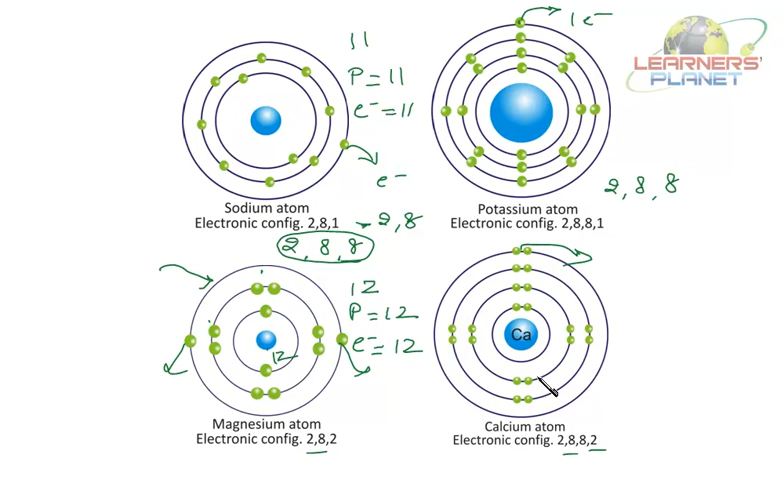 LEARNERS'
PLANET
11
P = 11
e⁻ = 11
e⁻
Sodium atom
Electronic config. 2,8,1
2,8
1 e⁻
2, 8, 8
Potassium atom
Electronic config. 2,8,8,1
2, 8, 8
12
P = 12
e⁻ = 12
12
Magnesium atom
Electronic config. 2,8,2
Ca
Calcium atom
Electronic config. 2,8,8,2